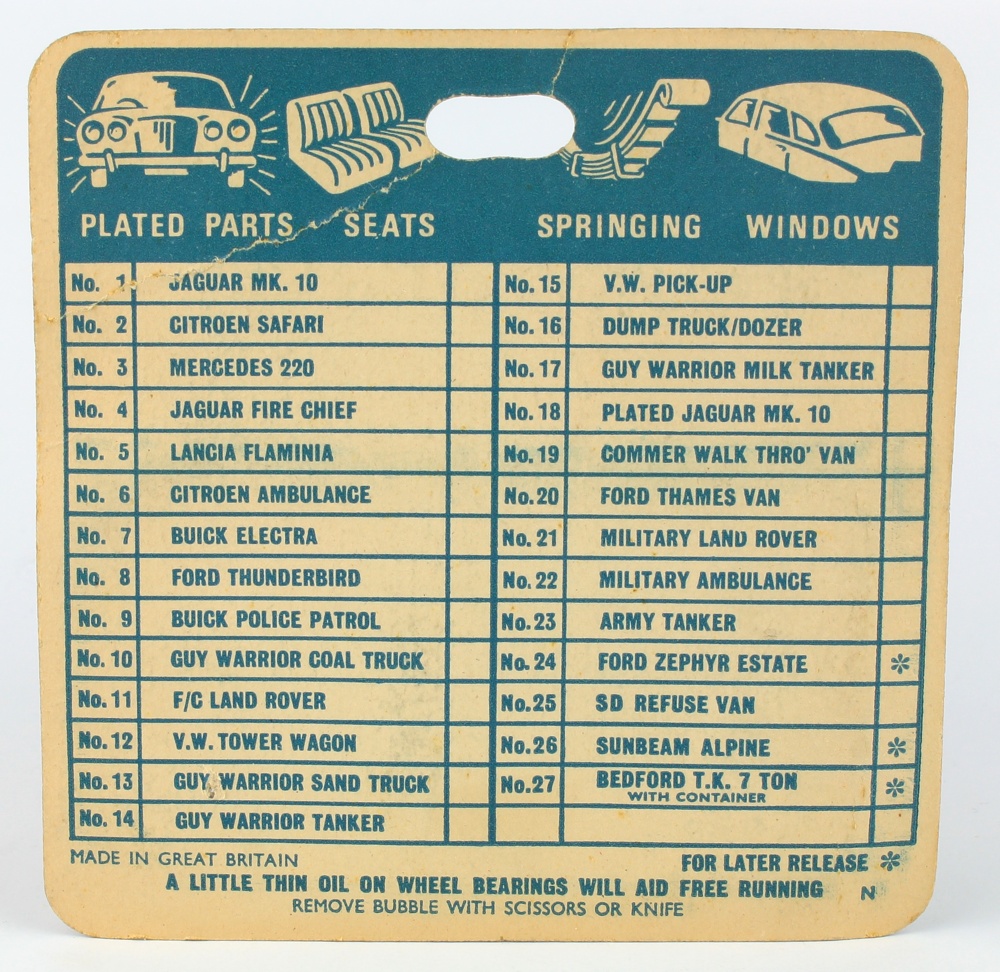 PLATED PARTS SEATS SPRINGING WINDOWS
No. 1 JAGUAR MK. 10
No. 2 CITROEN SAFARI
No. 3 MERCEDES 220
No. 4 JAGUAR FIRE CHIEF
No. 5 LANCIA FLAMINIA
No. 6 CITROEN AMBULANCE
No. 7 BUICK ELECTRA
No. 8 FORD THUNDERBIRD
No. 9 BUICK POLICE PATROL
No. 10 GUY WARRIOR COAL TRUCK
No. 11 F/C LAND ROVER
No. 12 V.W. TOWER WAGON
No. 13 GUY WARRIOR SAND TRUCK
No. 14 GUY WARRIOR TANKER
No. 15 V.W. PICK-UP
No. 16 DUMP TRUCK/DOZER
No. 17 GUY WARRIOR MILK TANKER
No. 18 PLATED JAGUAR MK. 10
No. 19 COMMER WALK THRO' VAN
No. 20 FORD THAMES VAN
No. 21 MILITARY LAND ROVER
No. 22 MILITARY AMBULANCE
No. 23 ARMY TANKER
No. 24 FORD ZEPHYR ESTATE *
No. 25 SD REFUSE VAN
No. 26 SUNBEAM ALPINE *
No. 27 BEDFORD T.K. 7 TON *
WITH CONTAINER
MADE IN GREAT BRITAIN
FOR LATER RELEASE *
A LITTLE THIN OIL ON WHEEL BEARINGS WILL AID FREE RUNNING N
REMOVE BUBBLE WITH SCISSORS OR KNIFE